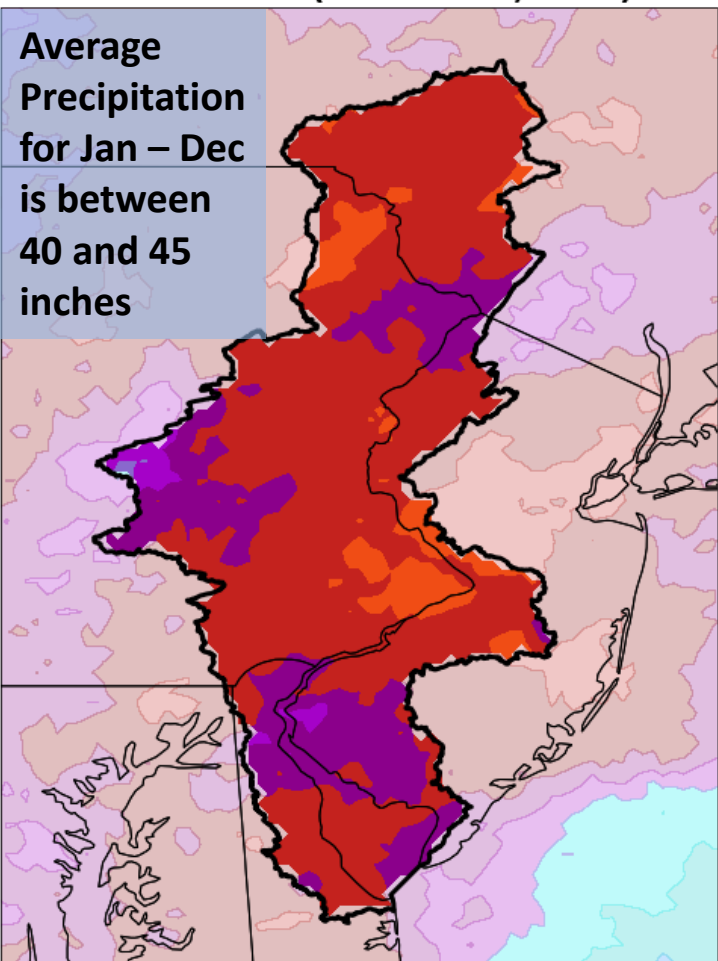 Average
Precipitation
for Jan – Dec
is between
40 and 45
inches